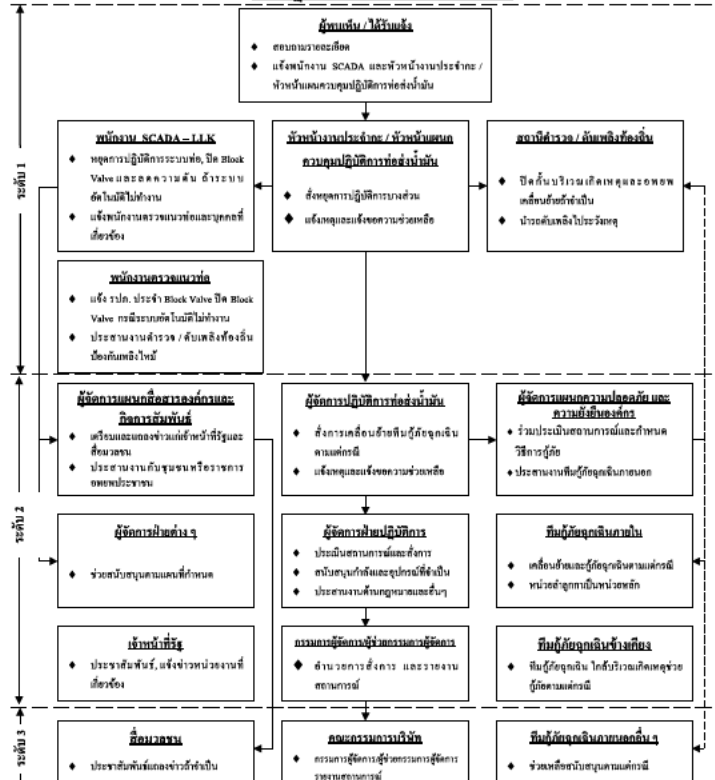 ผู้พบเห็น / ได้รับแจ้ง
♦ สอบถามรายละเอียด
♦ แจ้งพนักงาน SCADA และหัวหน้างานประจำกะ /
หัวหน้าแผนกควบคุมปฏิบัติการท่อส่งน้ำมัน
ระดับ 1
พนักงาน SCADA – LLK
♦ หยุดการปฏิบัติการระบบท่อ, ปิด Block
Valve และลดความดัน ถ้าระบบ
อัตโนมัติไม่ทำงาน
♦ แจ้งพนักงานตรวจแนวท่อและบุคคลที่
เกี่ยวข้อง
หัวหน้างานประจำกะ / หัวหน้าแผนก
ควบคุมปฏิบัติการท่อส่งน้ำมัน
♦ สั่งหยุดการปฏิบัติการบางส่วน
♦ แจ้งเหตุและแจ้งขอความช่วยเหลือ
สถานีตำรวจ / ดับเพลิงท้องถิ่น
♦ ปิดกั้นบริเวณเกิดเหตุและอพยพ
เคลื่อนย้ายถ้าจำเป็น
♦ นำรถดับเพลิงไประวังเหตุ
พนักงานตรวจแนวท่อ
♦ แจ้ง รปภ. ประจำ Block Valve ปิด Block
Valve กรณีระบบอัตโนมัติไม่ทำงาน
♦ ประสานงานตำรวจ / ดับเพลิงท้องถิ่น
ป้องกันเพลิงไหม้
ระดับ 2
ผู้จัดการแผนกสื่อสารองค์กรและ
กิจการสัมพันธ์
♦ เตรียมและแถลงข่าวแก่เจ้าหน้าที่รัฐและ
สื่อมวลชน
♦ ประสานงานกับชุมชนหรือราชการ
อพยพประชาชน
ผู้จัดการปฏิบัติการท่อส่งน้ำมัน
♦ สั่งการเคลื่อนย้ายทีมกู้ภัยฉุกเฉิน
ตามแต่กรณี
♦ แจ้งเหตุและแจ้งขอความช่วยเหลือ
ผู้จัดการแผนกความปลอดภัย และ
ความยั่งยืนองค์กร
♦ ร่วมประเมินสถานการณ์และกำหนด
วิธีการกู้ภัย
♦ ประสานงานทีมกู้ภัยฉุกเฉินภายนอก
ผู้จัดการฝ่ายต่าง ๆ
♦ ช่วยสนับสนุนตามแผนที่กำหนด
ผู้จัดการฝ่ายปฏิบัติการ
♦ ประเมินสถานการณ์และสั่งการ
♦ สนับสนุนกำลังและอุปกรณ์ที่จำเป็น
♦ ประสานงานด้านกฎหมายและอื่นๆ
ทีมกู้ภัยฉุกเฉินภายใน
♦ เคลื่อนย้ายและกู้ภัยฉุกเฉินตามแต่กรณี
♦ หน่วยลำลูกกาเป็นหน่วยหลัก
เจ้าหน้าที่รัฐ
♦ ประชาสัมพันธ์, แจ้งข่าวหน่วยงานที่
เกี่ยวข้อง
กรรมการผู้จัดการ/ผู้ช่วยกรรมการผู้จัดการ
♦ อำนวยการสั่งการ และรายงาน
สถานการณ์
ทีมกู้ภัยฉุกเฉินข้างเคียง
♦ ทีมกู้ภัยฉุกเฉิน ใกล้บริเวณเกิดเหตุช่วย
กู้ภัยตามแต่กรณี
ระดับ 3
สื่อมวลชน
♦ ประชาสัมพันธ์แถลงข่าวถ้าจำเป็น
คณะกรรมการบริษัท
♦ กรรมการผู้จัดการ/ผู้ช่วยกรรมการผู้จัดการ
รายงานสถานการณ์
ทีมกู้ภัยฉุกเฉินภายนอกอื่น ๆ
♦ ช่วยเหลือสนับสนุนตามแต่กรณี